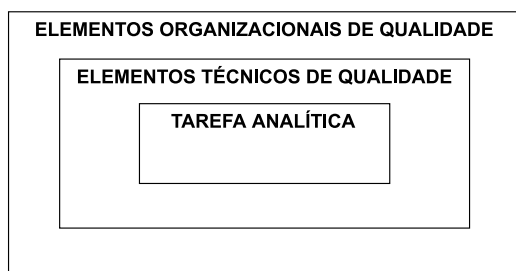 ELEMENTOS ORGANIZACIONAIS DE QUALIDADE
ELEMENTOS TÉCNICOS DE QUALIDADE
TAREFA ANALÍTICA